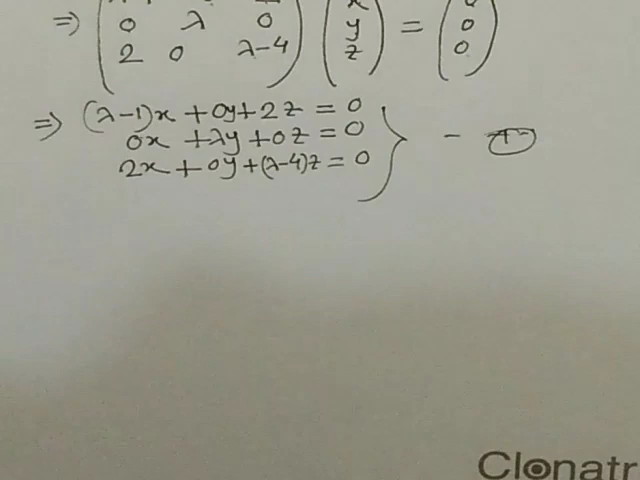 ⇒ ( 0 λ 0 ) ( y ) = ( 0 )
( 2 0 λ-4 ) ( z ) ( 0 )
⇒ (λ-1)x + 0y + 2z = 0
0x + λy + 0z = 0
2x + 0y + (λ-4)z = 0 } -
Clonatr